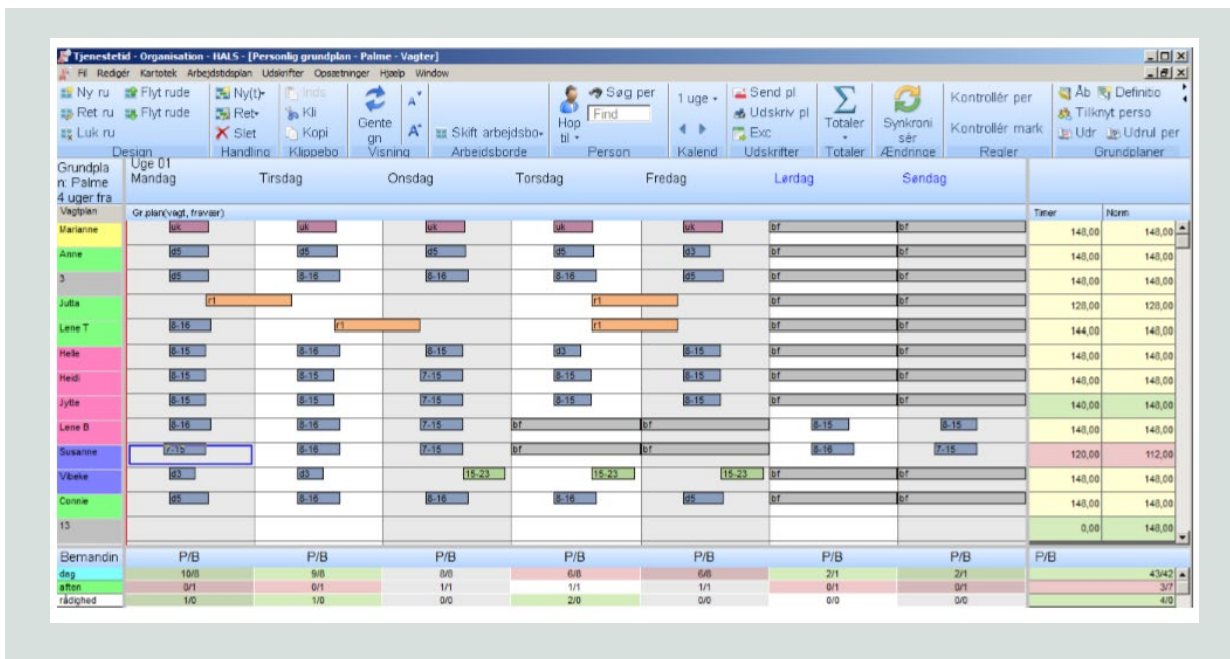 Tjenestetid - Organisation - HALS - [Personlig grundplan - Palme - Vagter]
Fil Redigér Kartotek Arbejdstidsplan Udskrifter Opsætninger Hjælp Window
Ny ru Flyt rude Ny(t) Inds Gente gn A Hop til Søg per 1 uge Send pl Totaler Synkroni sér Kontrollér per Åb Definitio
Ret ru Flyt rude Ret Kli Find Udskriv pl Tilknyt perso
Luk ru Slet Kopi A Skift arbejdsbo Exc Kontrollér mark Udr Udrul per
Design Handling Klippebo Visning Arbejdsborde Person Kalend Udskrifter Totaler Ændringe Regler Grundplaner
Grundpla n: Palme 4 uger fra
Uge 01
Mandag Tirsdag Onsdag Torsdag Fredag Lørdag Søndag
Vagtplan Gr.plan(vagt, fravær) Timer Norm
Marianne uk uk uk uk uk bf bf 148,00 148,00
Anne d5 d5 d5 d5 d3 bf bf 148,00 148,00
3 d5 8-16 8-16 8-16 d5 bf bf 148,00 148,00
Jutta r1 r1 bf bf 128,00 128,00
Lene T 8-16 r1 r1 bf bf 144,00 148,00
Helle 8-15 8-16 8-15 d3 8-15 bf bf 148,00 148,00
Heidi 8-15 8-15 7-15 8-15 8-15 bf bf 148,00 148,00
Jytte 8-15 8-15 7-15 8-15 8-15 bf bf 140,00 148,00
Lene B 8-16 8-16 7-15 bf bf 8-15 8-15 148,00 148,00
Susanne 7-15 8-16 7-15 bf bf 8-16 7-15 120,00 112,00
Vibeke d3 d3 15-23 15-23 15-23 bf bf 148,00 148,00
Connie d5 8-16 8-16 8-16 d5 bf bf 148,00 148,00
13 0,00 148,00
Bemandin P/B P/B P/B P/B P/B P/B P/B P/B
dag 10/8 9/8 8/8 6/8 6/8 2/1 2/1 43/42
aften 0/1 0/1 1/1 1/1 1/1 0/1 0/1 3/7
rådighed 1/0 1/0 0/0 2/0 0/0 0/0 0/0 4/0